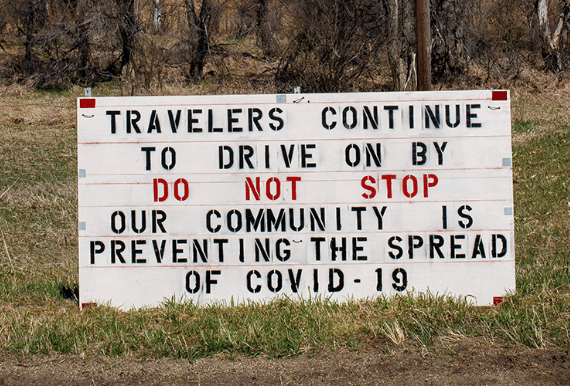 TRAVELERS CONTINUE
TO DRIVE ON BY
DO NOT STOP
OUR COMMUNITY IS
PREVENTING THE SPREAD
OF COVID-19